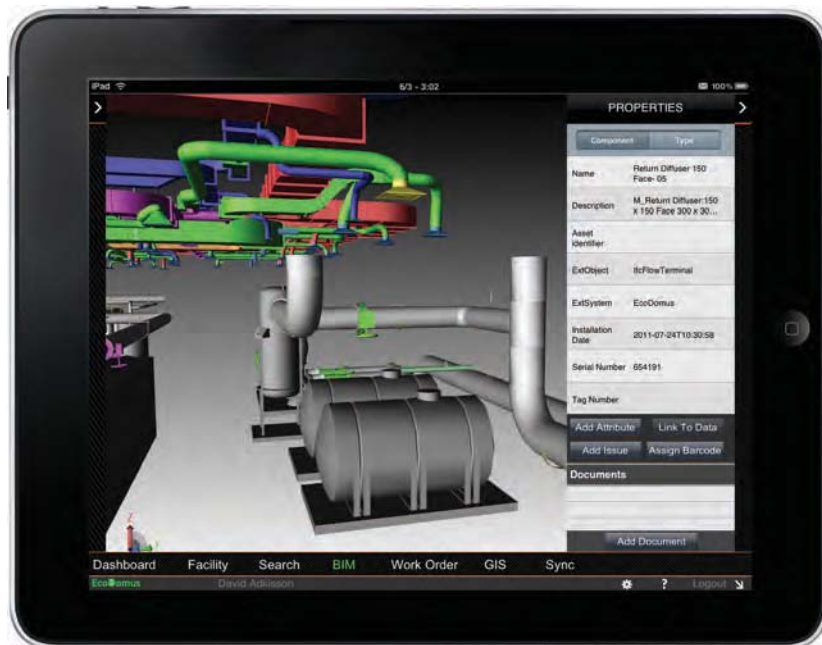 iPad
6/3 - 3:02
100%
PROPERTIES
Component
Type
Name
Return Diffuser 150
Face- 05
Description
M_Return Diffuser:150
x 150 Face 300 x 30...
Asset
Identifier
ExtObject
IfcFlowTerminal
ExtSystem
EcoDomus
Installation
Date
2011-07-24T10:30:58
Serial Number
654191
Tag Number
Add Attribute
Link To Data
Add Issue
Assign Barcode
Documents
Add Document
Z
Y
Dashboard
Facility
Search
BIM
Work Order
GIS
Sync
EcoDomus
David Adkisson
?
Logout